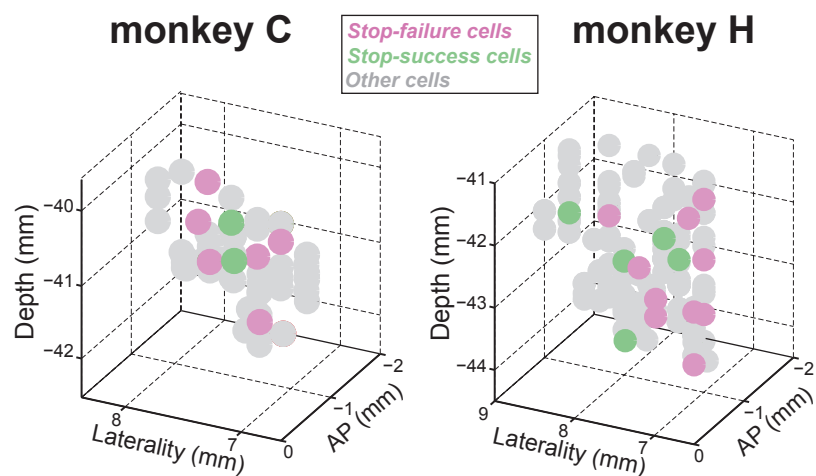 monkey C
Stop-failure cells
Stop-success cells
Other cells
monkey H
Depth (mm)
−40
−41
−42
8
7
Laterality (mm)
0
−1
−2
AP (mm)
Depth (mm)
−41
−42
−43
−44
9
8
7
Laterality (mm)
0
−1
−2
AP (mm)